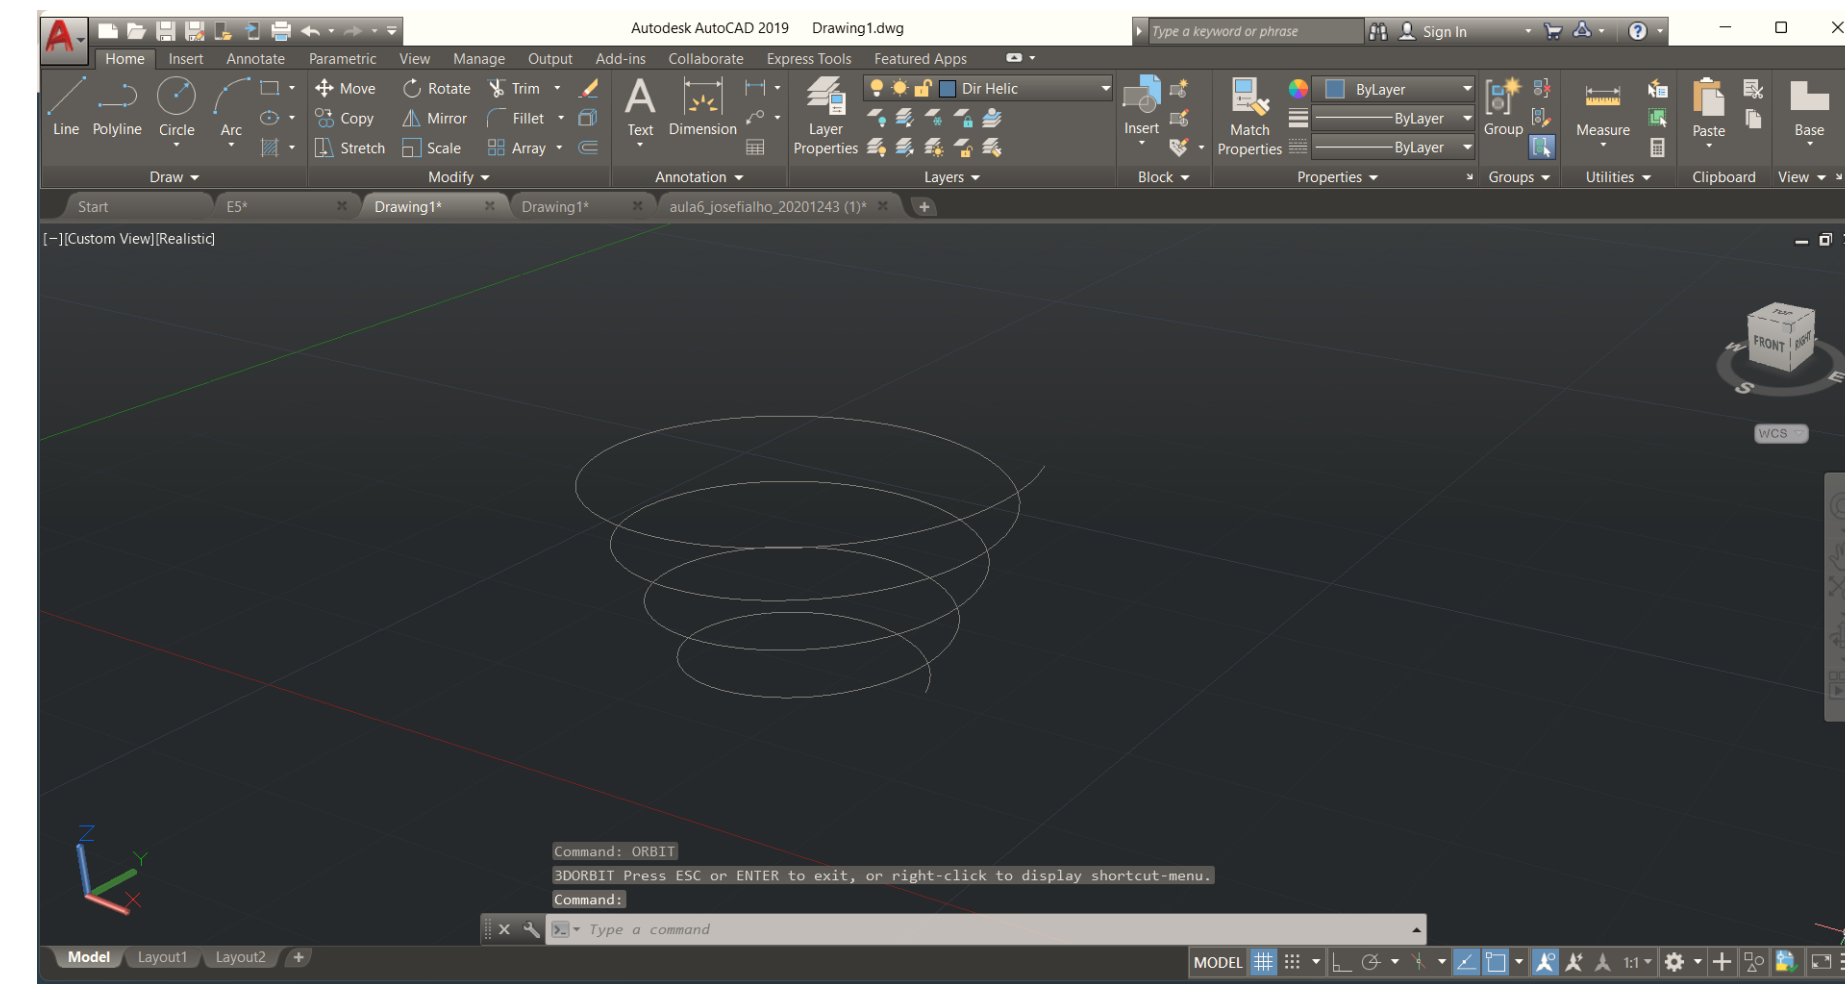 Autodesk AutoCAD 2019 Drawing1.dwg
Type a keyword or phrase
Sign In
Home Insert Annotate Parametric View Manage Output Add-ins Collaborate Express Tools Featured Apps
Move Rotate Trim
Dir Helic
ByLayer
Line Polyline Circle Arc
Copy Mirror Fillet
Text Dimension
Layer Properties
Insert
Match Properties
ByLayer
Group
Measure
Paste
Base
Stretch Scale Array
ByLayer
Draw Modify Annotation Layers Block Properties Groups Utilities Clipboard View
Start E5* Drawing1* Drawing1* aula6_josefialho_20201243 (1)*
[−][Custom View][Realistic]
TOP
FRONT RIGHT
W
S
E
WCS
Z
Y
X
Command: ORBIT
3DORBIT Press ESC or ENTER to exit, or right-click to display shortcut-menu.
Command:
Type a command
Model Layout1 Layout2 +
MODEL 1:1